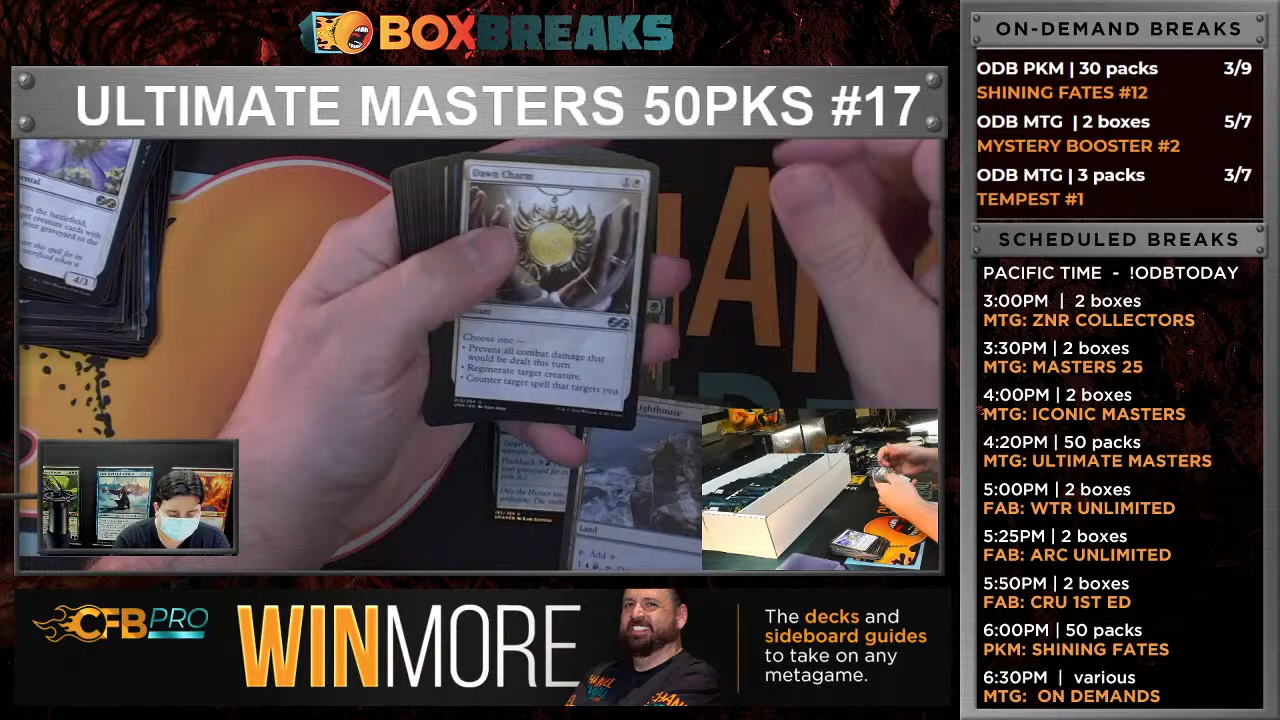 BOXBREAKS
ULTIMATE MASTERS 50PKS #17
Dawn Charm
Choose one —
• Prevent all combat damage that
would be dealt this turn.
• Regenerate target creature.
• Counter target spell that targets you.
4/3
Land
CFBPRO
WINMORE
The decks and
sideboard guides
to take on any
metagame.
ON-DEMAND BREAKS
ODB PKM | 30 packs 3/9
SHINING FATES #12
ODB MTG | 2 boxes 5/7
MYSTERY BOOSTER #2
ODB MTG | 3 packs 3/7
TEMPEST #1
SCHEDULED BREAKS
PACIFIC TIME - !ODBTODAY
3:00PM | 2 boxes
MTG: ZNR COLLECTORS
3:30PM | 2 boxes
MTG: MASTERS 25
4:00PM | 2 boxes
MTG: ICONIC MASTERS
4:20PM | 50 packs
MTG: ULTIMATE MASTERS
5:00PM | 2 boxes
FAB: WTR UNLIMITED
5:25PM | 2 boxes
FAB: ARC UNLIMITED
5:50PM | 2 boxes
FAB: CRU 1ST ED
6:00PM | 50 packs
PKM: SHINING FATES
6:30PM | various
MTG: ON DEMANDS